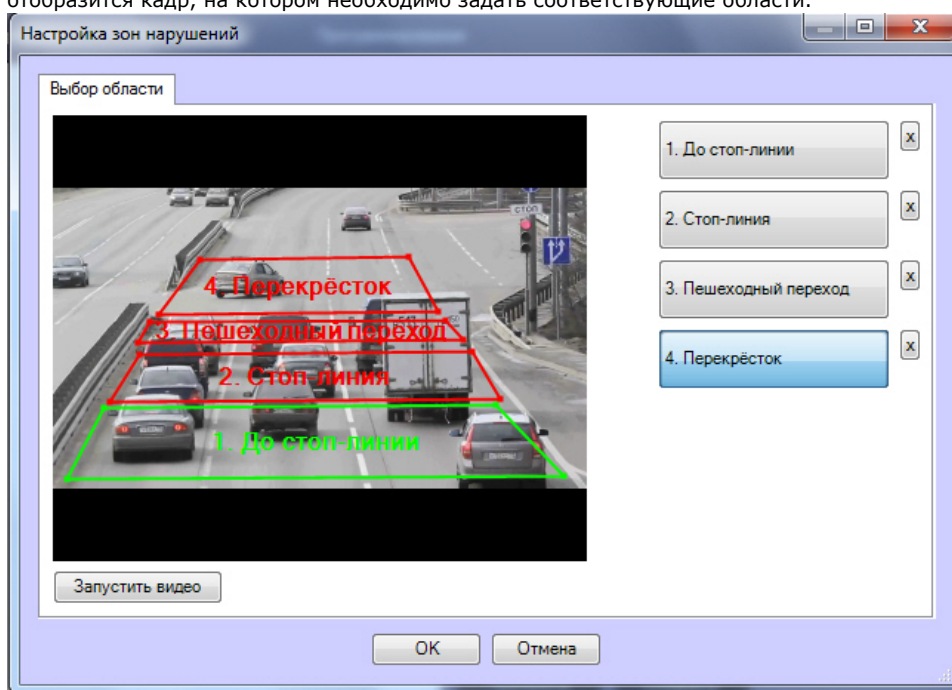 отобразится кадр, на котором необходимо задать соответствующие области:
Настройка зон нарушений
Выбор области
1. До стоп-линии
x
2. Стоп-линия
x
3. Пешеходный переход
x
4. Перекрёсток
x
стоп
4. Перекрёсток
3. Пешеходный переход
2. Стоп-линия
1. До стоп-линии
Запустить видео
OK
Отмена